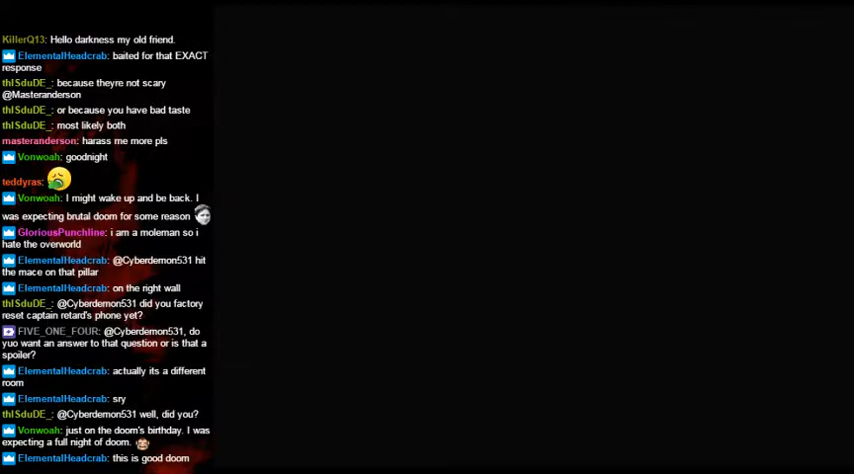 KillerQ13: Hello darkness my old friend.
ElementalHeadcrab: baited for that EXACT
response
thISduDE_: because theyre not scary
@Masteranderson
thISduDE_: or because you have bad taste
thISduDE_: most likely both
masteranderson: harass me more pls
Vonwoah: goodnight
teddyras:
Vonwoah: I might wake up and be back. I
was expecting brutal doom for some reason
GloriousPunchline: i am a moleman so i
hate the overworld
ElementalHeadcrab: @Cyberdemon531 hit
the mace on that pillar
ElementalHeadcrab: on the right wall
thISduDE_: @Cyberdemon531 did you factory
reset captain retard's phone yet?
FIVE_ONE_FOUR: @Cyberdemon531, do
yuo want an answer to that question or is that a
spoiler?
ElementalHeadcrab: actually its a different
room
ElementalHeadcrab: sry
thISduDE_: @Cyberdemon531 well, did you?
Vonwoah: just on the doom's birthday. I was
expecting a full night of doom.
ElementalHeadcrab: this is good doom